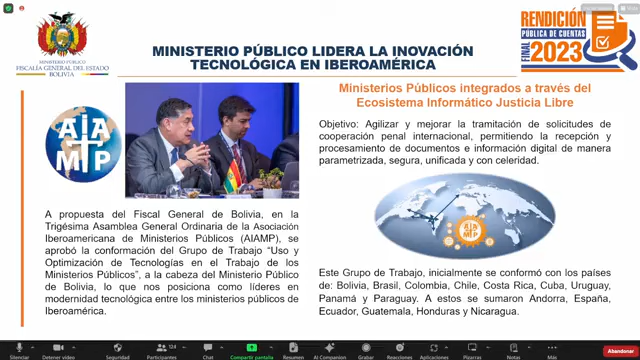 MINISTERIO PÚBLICO
FISCALÍA GENERAL DEL ESTADO
BOLIVIA
MINISTERIO PÚBLICO LIDERA LA INOVACIÓN
TECNOLÓGICA EN IBEROAMÉRICA
RENDICIÓN
PÚBLICA DE CUENTAS
FINAL
2023
AIA
MP
A propuesta del Fiscal General de Bolivia, en la
Trigésima Asamblea General Ordinaria de la Asociación
Iberoamericana de Ministerios Públicos (AIAMP), se
aprobó la conformación del Grupo de Trabajo “Uso y
Optimización de Tecnologías en el Trabajo de los
Ministerios Públicos”, a la cabeza del Ministerio Público
de Bolivia, lo que nos posiciona como líderes en
modernidad tecnológica entre los ministerios públicos de
Iberoamérica.
Ministerios Públicos integrados a través del
Ecosistema Informático Justicia Libre
Objetivo: Agilizar y mejorar la tramitación de solicitudes de
cooperación penal internacional, permitiendo la recepción y
procesamiento de documentos e información digital de manera
parametrizada, segura, unificada y con celeridad.
AIA
MP
Este Grupo de Trabajo, inicialmente se conformó con los países
de: Bolivia, Brasil, Colombia, Chile, Costa Rica, Cuba, Uruguay,
Panamá y Paraguay. A estos se sumaron Andorra, España,
Ecuador, Guatemala, Honduras y Nicaragua.
124
Silenciar Detener video Seguridad Participantes Chat Compartir pantalla Resumen AI Companion Grabar Reacciones Aplicaciones Pizarras Notas Más Abandonar